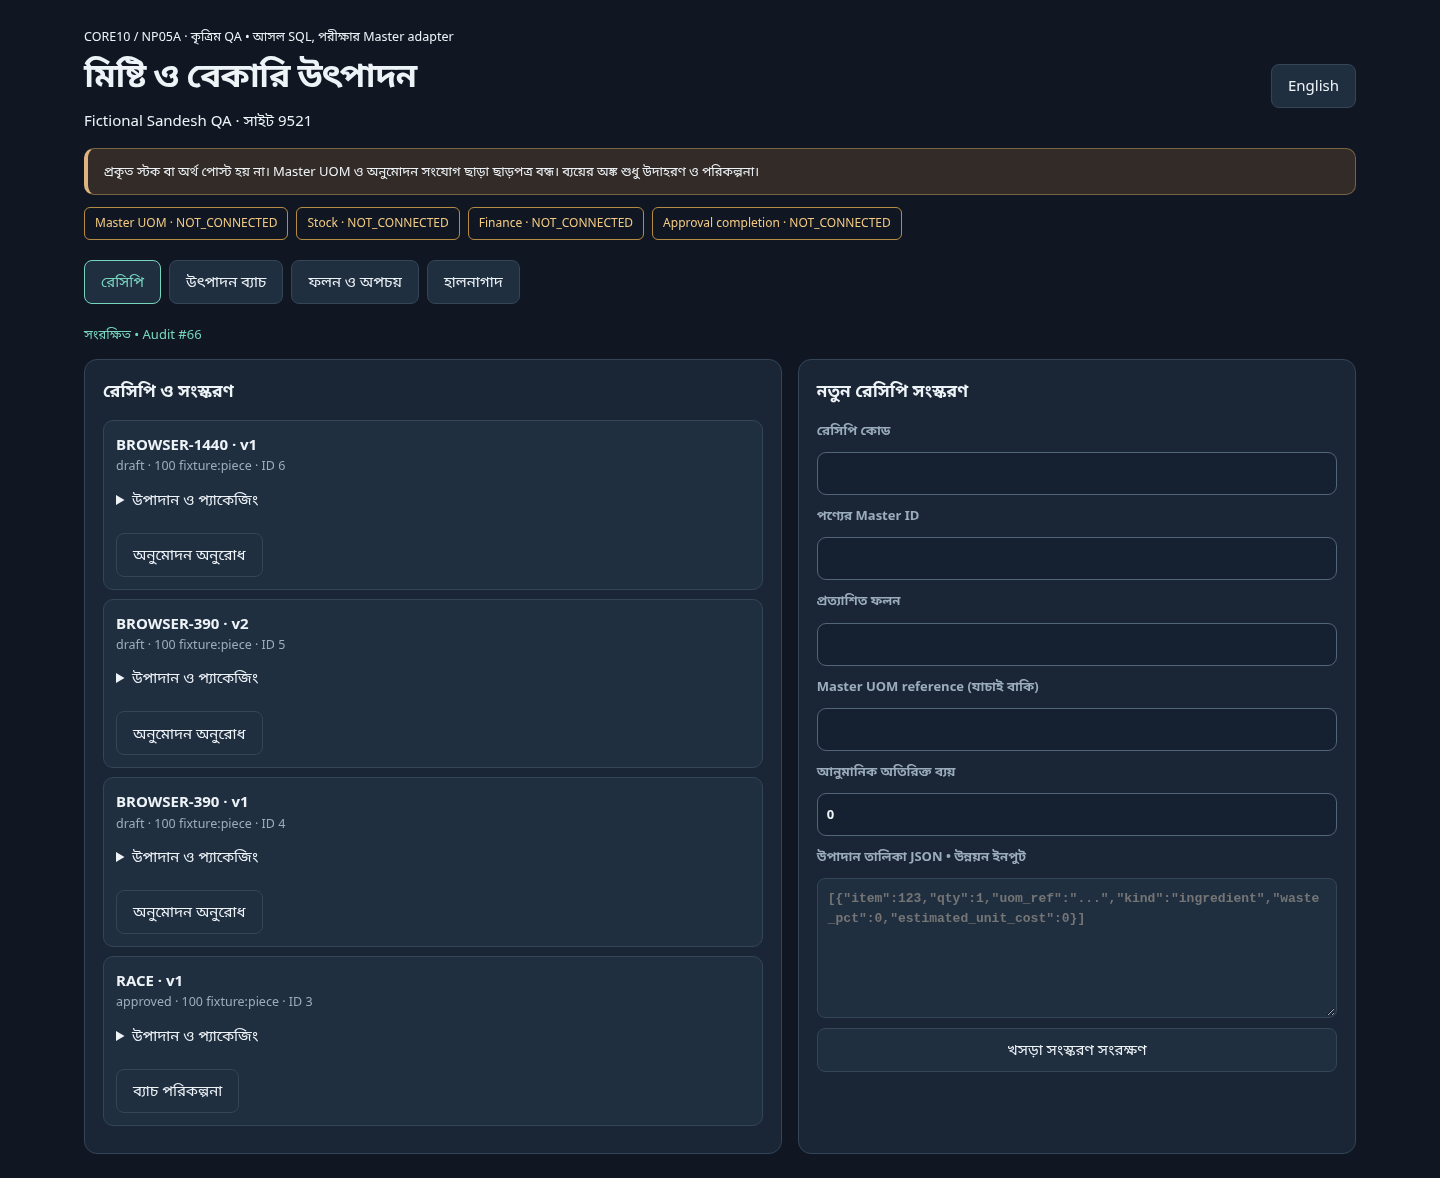 CORE10 / NP05A · কৃত্রিম QA • আসল SQL, পরীক্ষার Master adapter
মিষ্টি ও বেকারি উৎপাদন
English
Fictional Sandesh QA · সাইট 9521
প্রকৃত স্টক বা অর্থ পোস্ট হয় না। Master UOM ও অনুমোদন সংযোগ ছাড়া ছাড়পত্র বন্ধ। ব্যয়ের অঙ্ক শুধু উদাহরণ ও পরিকল্পনা।
Master UOM · NOT_CONNECTED
Stock · NOT_CONNECTED
Finance · NOT_CONNECTED
Approval completion · NOT_CONNECTED
রেসিপি
উৎপাদন ব্যাচ
ফলন ও অপচয়
হালনাগাদ
সংরক্ষিত • Audit #66
রেসিপি ও সংস্করণ
BROWSER-1440 · v1
draft · 100 fixture:piece · ID 6
উপাদান ও প্যাকেজিং
অনুমোদন অনুরোধ
BROWSER-390 · v2
draft · 100 fixture:piece · ID 5
উপাদান ও প্যাকেজিং
অনুমোদন অনুরোধ
BROWSER-390 · v1
draft · 100 fixture:piece · ID 4
উপাদান ও প্যাকেজিং
অনুমোদন অনুরোধ
RACE · v1
approved · 100 fixture:piece · ID 3
উপাদান ও প্যাকেজিং
ব্যাচ পরিকল্পনা
নতুন রেসিপি সংস্করণ
রেসিপি কোড
পণ্যের Master ID
প্রত্যাশিত ফলন
Master UOM reference (যাচাই বাকি)
আনুমানিক অতিরিক্ত ব্যয়
0
উপাদান তালিকা JSON • উন্নয়ন ইনপুট
[{"item":123,"qty":1,"uom_ref":"...","kind":"ingredient","waste
_pct":0,"estimated_unit_cost":0}]
খসড়া সংস্করণ সংরক্ষণ